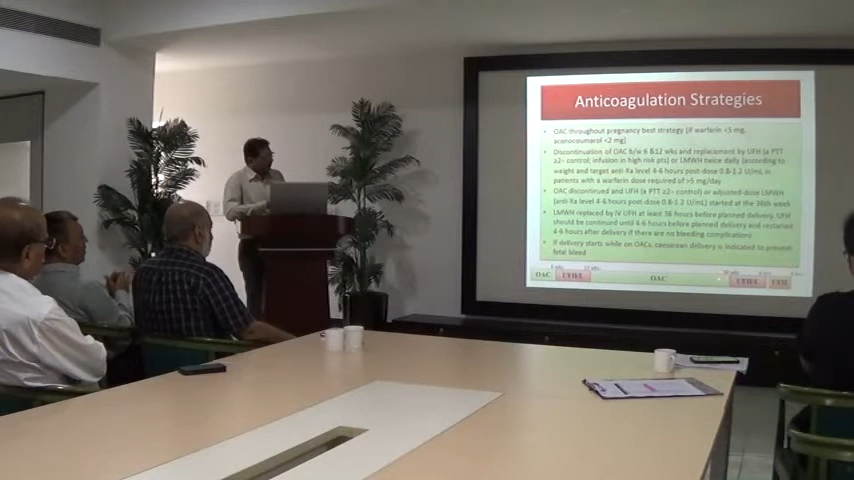 Anticoagulation Strategies
• OAC throughout pregnancy best strategy [if warfarin <5 mg,
acenocoumarol <2 mg]
• Discontinuation of OAC b/w 6 &12 wks and replacement by UFH (a PTT
≥2- control, infusion in high risk pts) or LMWH twice daily (according to
weight and target anti-Xa level 4-6 hours post-dose 0.8-1.2 U/mL in
patients with a warfarin dose required of >5 mg/day
• OAC discontinued and UFH (a PTT ≥2- control) or adjusted-dose LMWH
(anti-Xa level 4-6 hours post-dose 0.8-1.2 U/mL) started at the 36th week
• LMWH replaced by IV UFH at least 36 hours before planned delivery. UFH
should be continued until 4-6 hours before planned delivery and restarted
4-6 hours after delivery if there are no bleeding complications
• If delivery starts while on OACs, caesarean delivery is indicated to prevent
fetal bleed
OAC
OAC
UFH